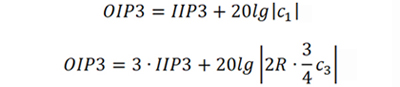 OIP3 = IIP3 + 20lg|c₁|
OIP3 = 3 · IIP3 + 20lg |2R · 3/4 c₃|